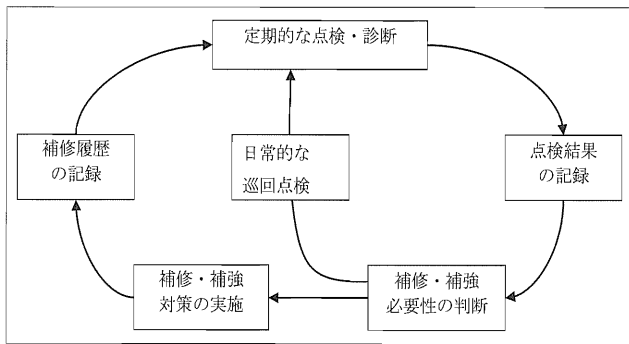 定期的な点検・診断
補修履歴
の記録
日常的な
巡回点検
点検結果
の記録
補修・補強
対策の実施
補修・補強
必要性の判断